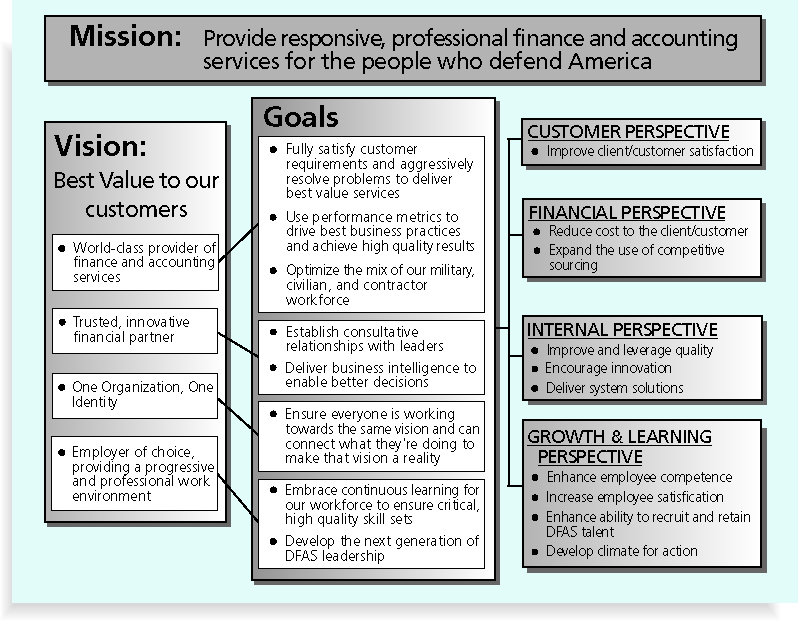 Mission: Provide responsive, professional finance and accounting
services for the people who defend America
Vision:
Best Value to our
customers
● World-class provider of
finance and accounting
services
● Trusted, innovative
financial partner
● One Organization, One
Identity
● Employer of choice,
providing a progressive
and professional work
environment
Goals
● Fully satisfy customer
requirements and aggressively
resolve problems to deliver
best value services
● Use performance metrics to
drive best business practices
and achieve high quality results
● Optimize the mix of our military,
civilian, and contractor
workforce
● Establish consultative
relationships with leaders
● Deliver business intelligence to
enable better decisions
● Ensure everyone is working
towards the same vision and can
connect what they're doing to
make that vision a reality
● Embrace continuous learning for
our workforce to ensure critical,
high quality skill sets
● Develop the next generation of
DFAS leadership
CUSTOMER PERSPECTIVE
● Improve client/customer satisfaction
FINANCIAL PERSPECTIVE
● Reduce cost to the client/customer
● Expand the use of competitive
sourcing
INTERNAL PERSPECTIVE
● Improve and leverage quality
● Encourage innovation
● Deliver system solutions
GROWTH & LEARNING
PERSPECTIVE
● Enhance employee competence
● Increase employee satisfication
● Enhance ability to recruit and retain
DFAS talent
● Develop climate for action